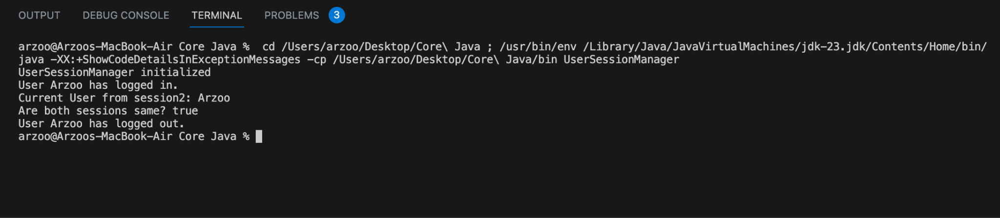 OUTPUT DEBUG CONSOLE TERMINAL PROBLEMS 3
arzoo@Arzoos-MacBook-Air Core Java %  cd /Users/arzoo/Desktop/Core\ Java ; /usr/bin/env /Library/Java/JavaVirtualMachines/jdk-23.jdk/Contents/Home/bin/
java -XX:+ShowCodeDetailsInExceptionMessages -cp /Users/arzoo/Desktop/Core\ Java/bin UserSessionManager
UserSessionManager initialized
User Arzoo has logged in.
Current User from session2: Arzoo
Are both sessions same? true
User Arzoo has logged out.
arzoo@Arzoos-MacBook-Air Core Java %